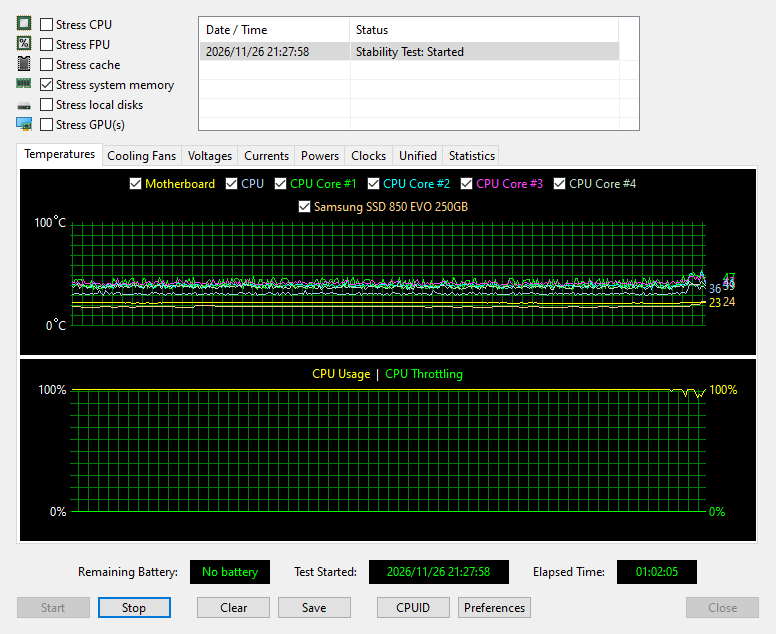 Stress CPU
Stress FPU
Stress cache
Stress system memory
Stress local disks
Stress GPU(s)
Date / Time Status
2026/11/26 21:27:58 Stability Test: Started
Temperatures Cooling Fans Voltages Currents Powers Clocks Unified Statistics
Motherboard CPU CPU Core #1 CPU Core #2 CPU Core #3 CPU Core #4
Samsung SSD 850 EVO 250GB
100°C
47
36
23 24
0°C
CPU Usage | CPU Throttling
100% 100%
0% 0%
Remaining Battery: No battery Test Started: 2026/11/26 21:27:58 Elapsed Time: 01:02:05
Start Stop Clear Save CPUID Preferences Close